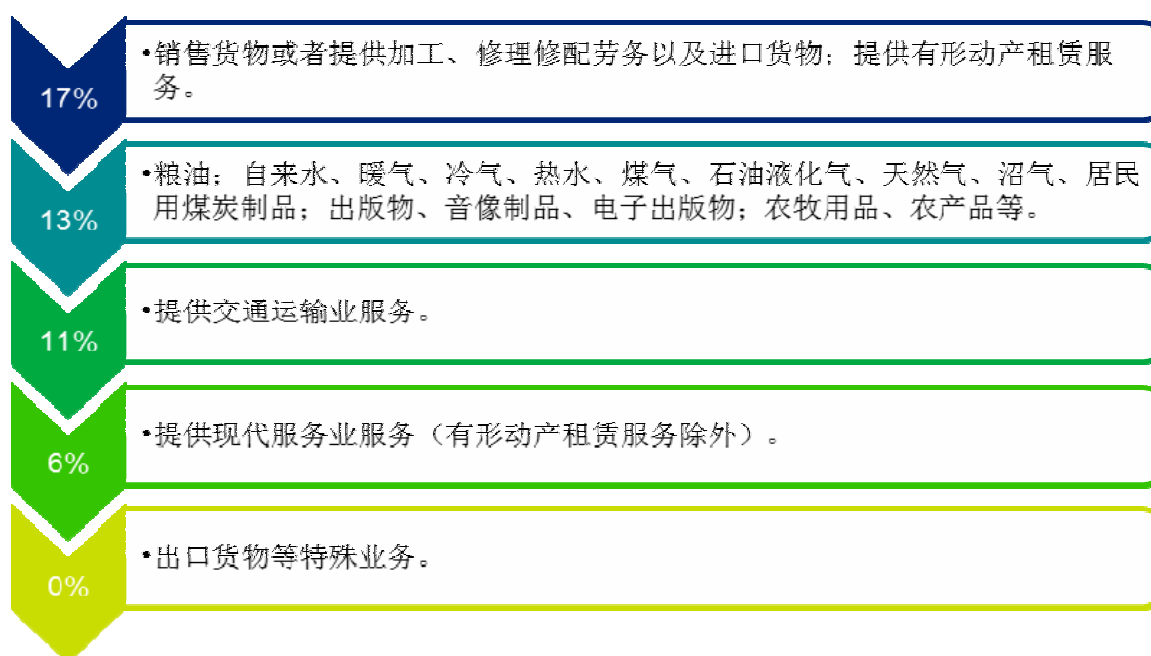 17%
•销售货物或者提供加工、修理修配劳务以及进口货物；提供有形动产租赁服
务。
13%
•粮油；自来水、暖气、冷气、热水、煤气、石油液化气、天然气、沼气、居民
用煤炭制品；出版物、音像制品、电子出版物；农牧用品、农产品等。
11%
•提供交通运输业服务。
6%
•提供现代服务业服务（有形动产租赁服务除外）。
0%
•出口货物等特殊业务。